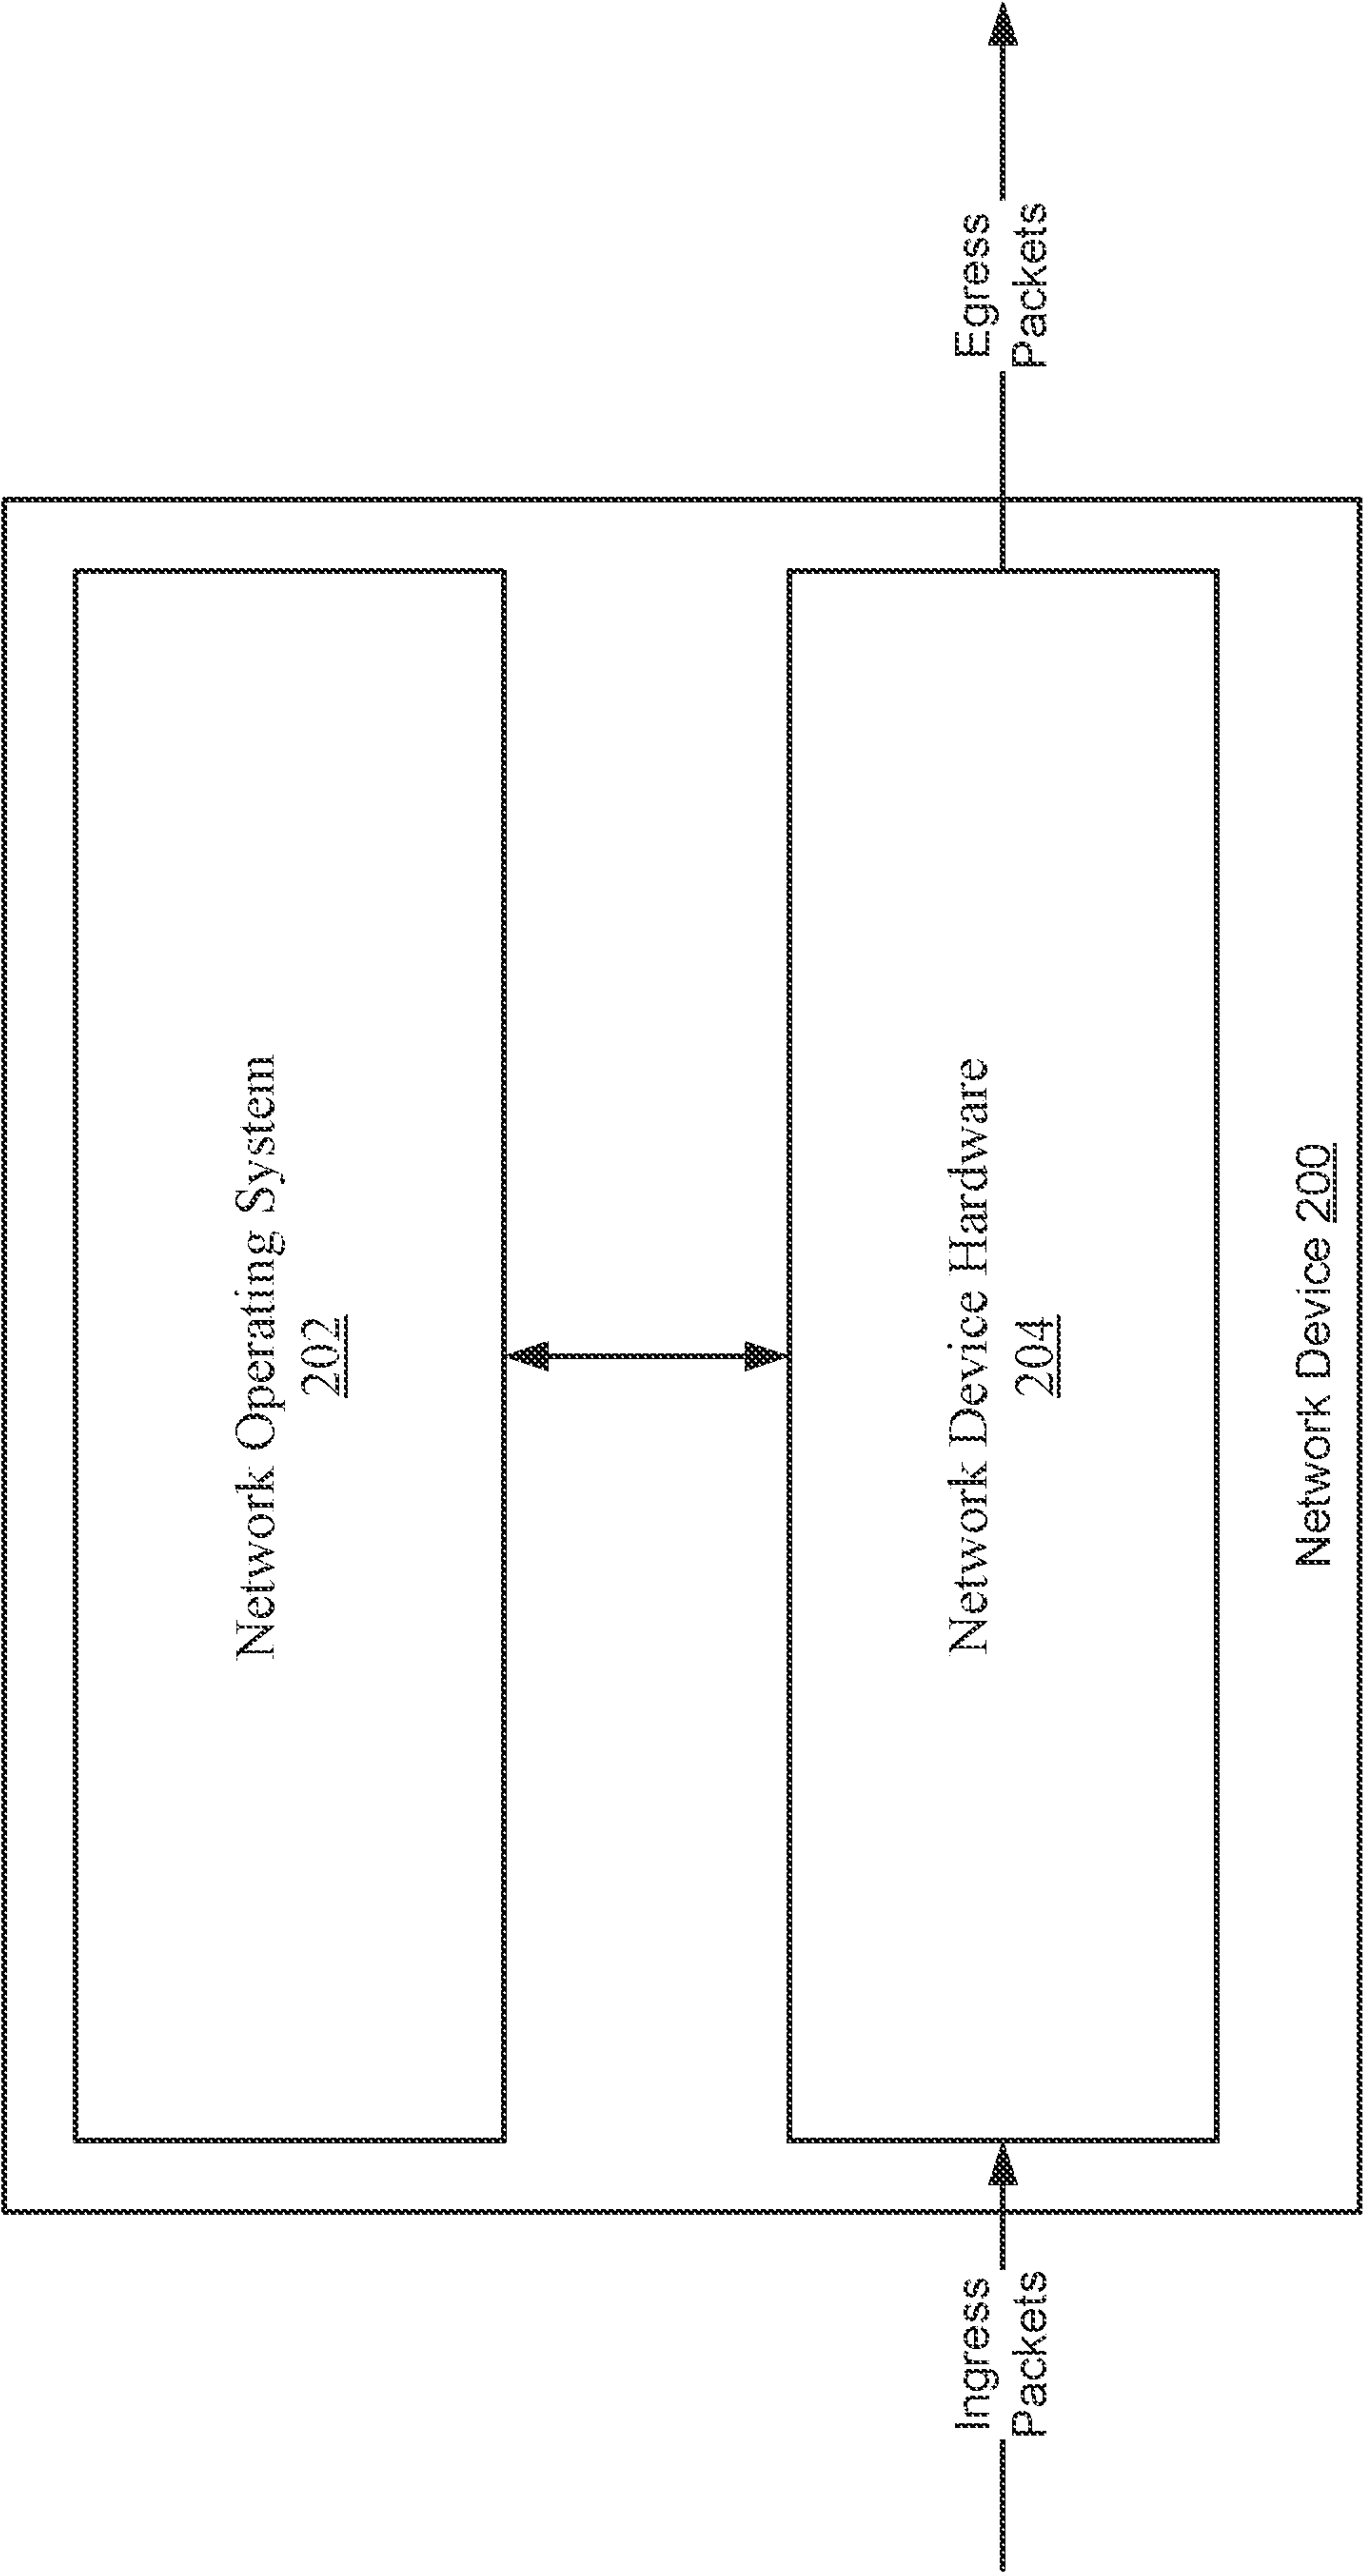 Network Operating System
202
Ingress
Packets
Network Device Hardware
204
Egress
Packets
Network Device 200